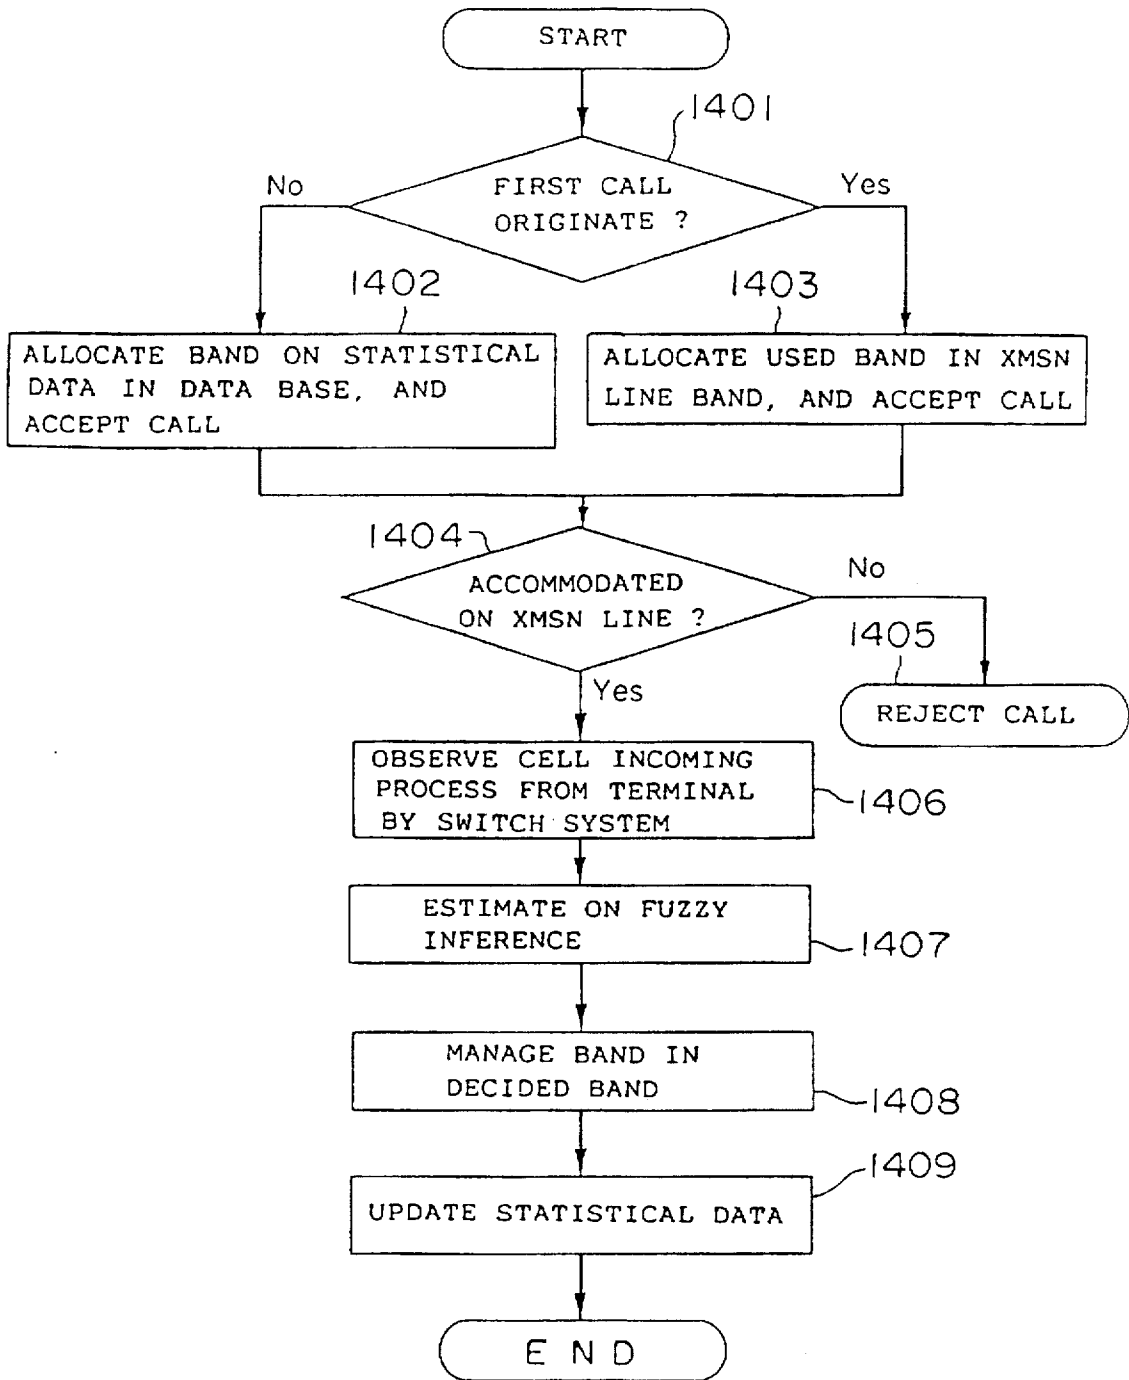 START
1401
FIRST CALL
ORIGINATE ?
No
Yes
1402
ALLOCATE BAND ON STATISTICAL
DATA IN DATA BASE, AND
ACCEPT CALL
1403
ALLOCATE USED BAND IN XMSN
LINE BAND, AND ACCEPT CALL
1404
ACCOMMODATED
ON XMSN LINE ?
No
Yes
1405
REJECT CALL
OBSERVE CELL INCOMING
PROCESS FROM TERMINAL
BY SWITCH SYSTEM
1406
ESTIMATE ON FUZZY
INFERENCE
1407
MANAGE BAND IN
DECIDED BAND
1408
1409
UPDATE STATISTICAL DATA
END